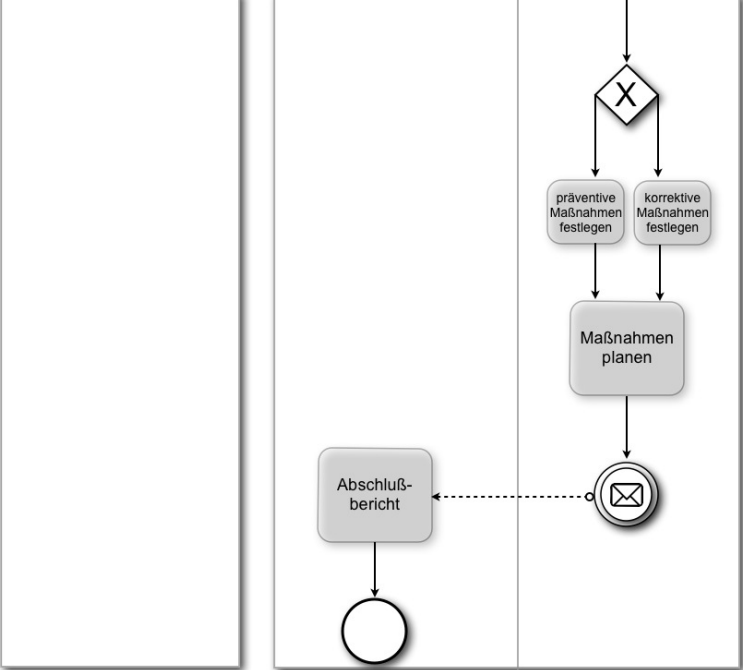 X
präventive
Maßnahmen
festlegen
korrektive
Maßnahmen
festlegen
Maßnahmen
planen
Abschluß-
bericht